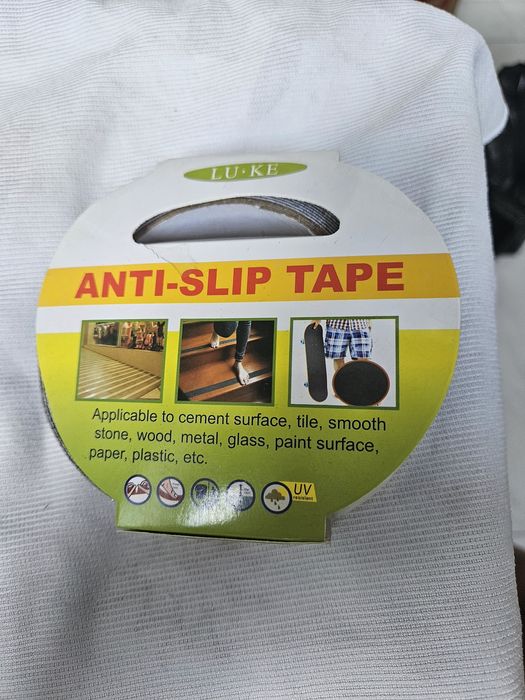 LU·KE
ANTI-SLIP TAPE
Applicable to cement surface, tile, smooth
stone, wood, metal, glass, paint surface,
paper, plastic, etc.
UV
resistant